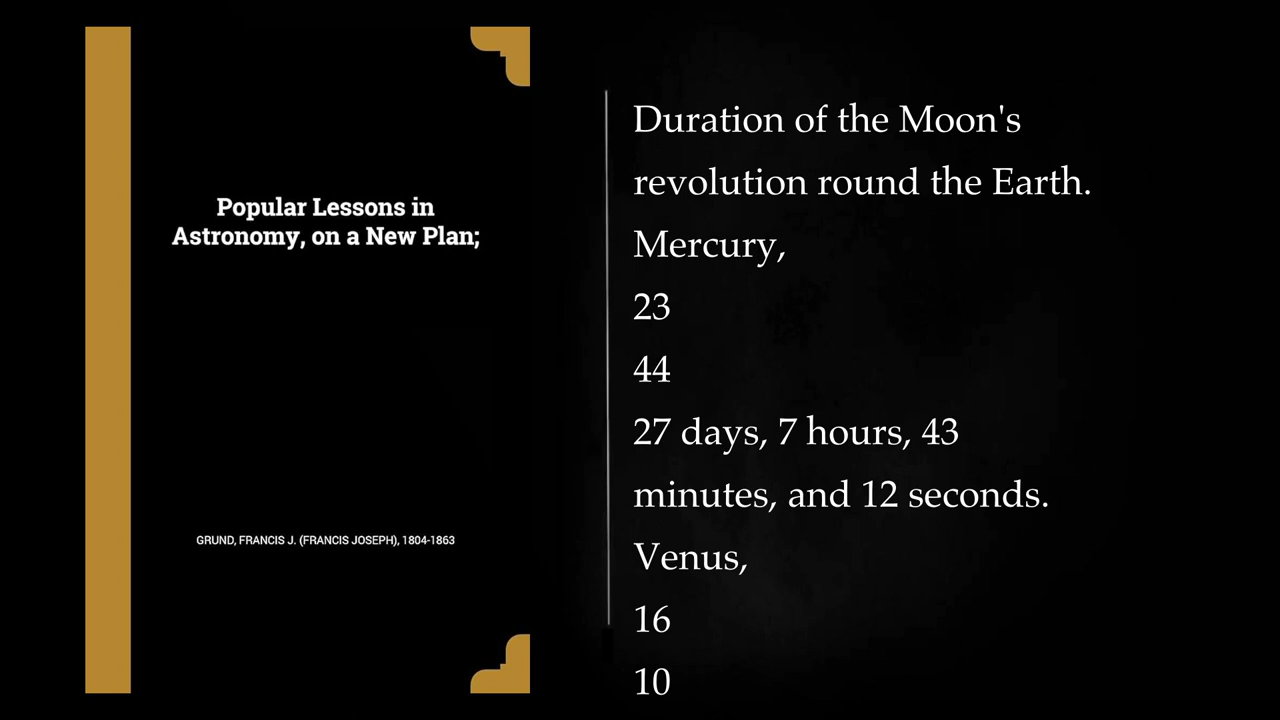 Popular Lessons in
Astronomy, on a New Plan;
GRUND, FRANCIS J. (FRANCIS JOSEPH), 1804-1863
Duration of the Moon's
revolution round the Earth.
Mercury,
23
44
27 days, 7 hours, 43
minutes, and 12 seconds.
Venus,
16
10